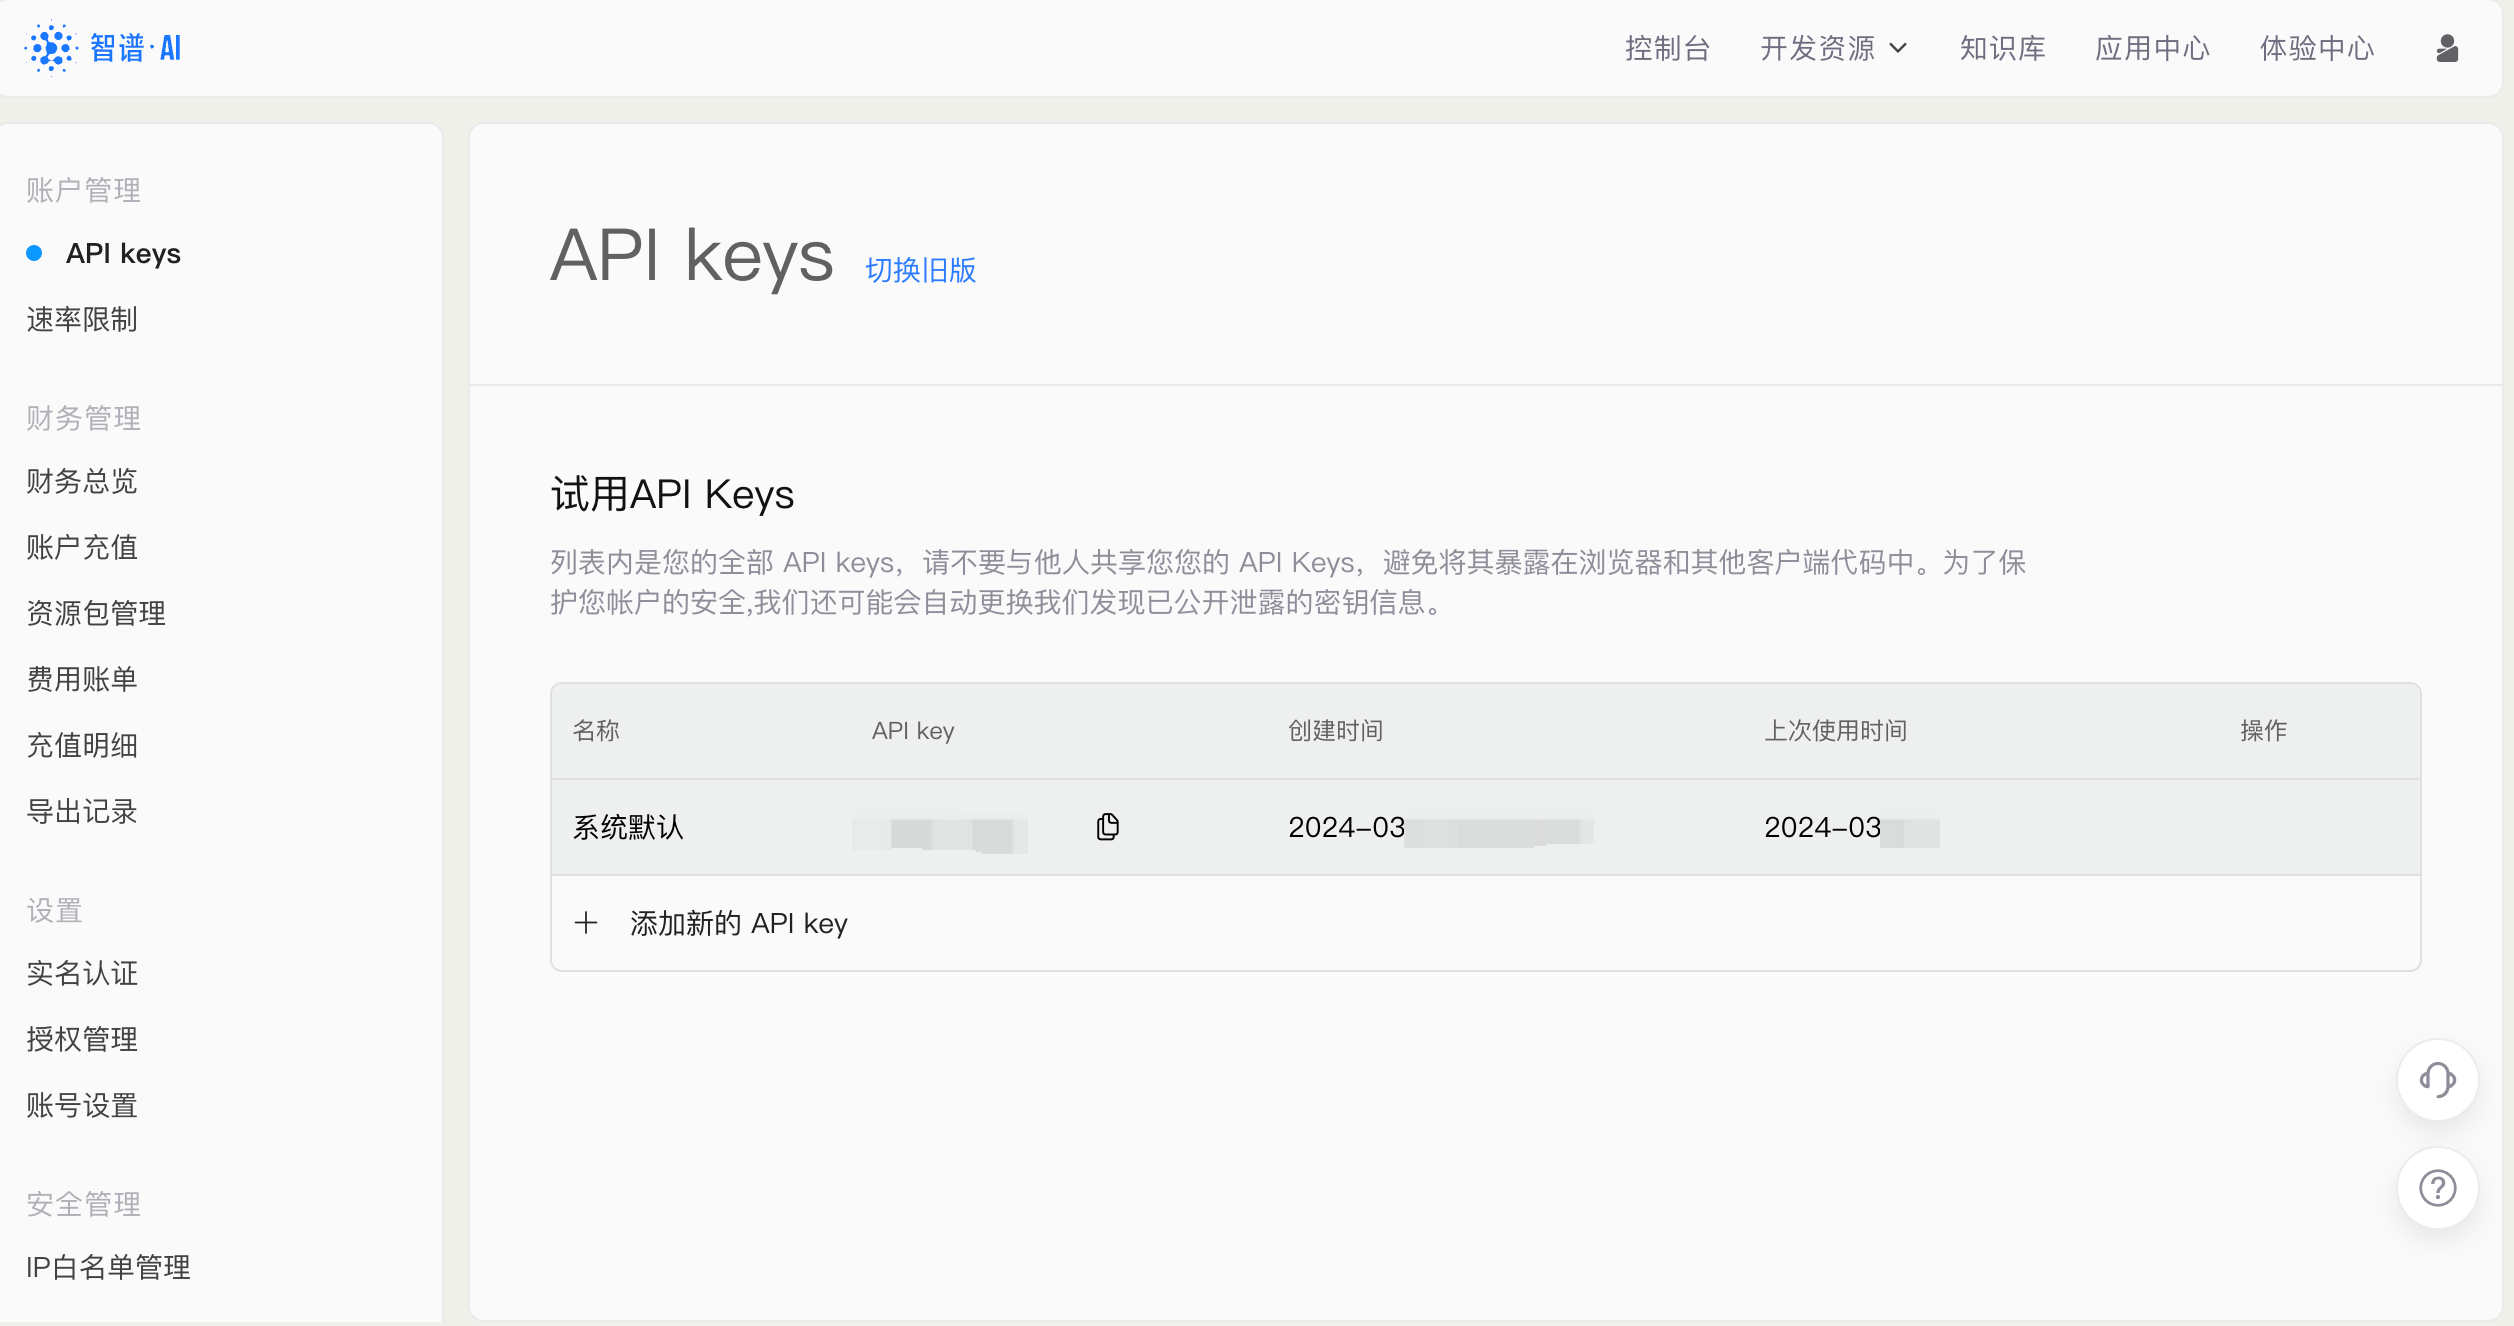 智谱·AI
控制台
开发资源
知识库
应用中心
体验中心
账户管理
API keys
速率限制
财务管理
财务总览
账户充值
资源包管理
费用账单
充值明细
导出记录
设置
实名认证
授权管理
账号设置
安全管理
IP白名单管理
API keys 切换旧版
试用API Keys
列表内是您的全部 API keys，请不要与他人共享您您的 API Keys，避免将其暴露在浏览器和其他客户端代码中。为了保
护您帐户的安全,我们还可能会自动更换我们发现已公开泄露的密钥信息。
名称 API key 创建时间 上次使用时间 操作
系统默认 2024-03 2024-03
添加新的 API key